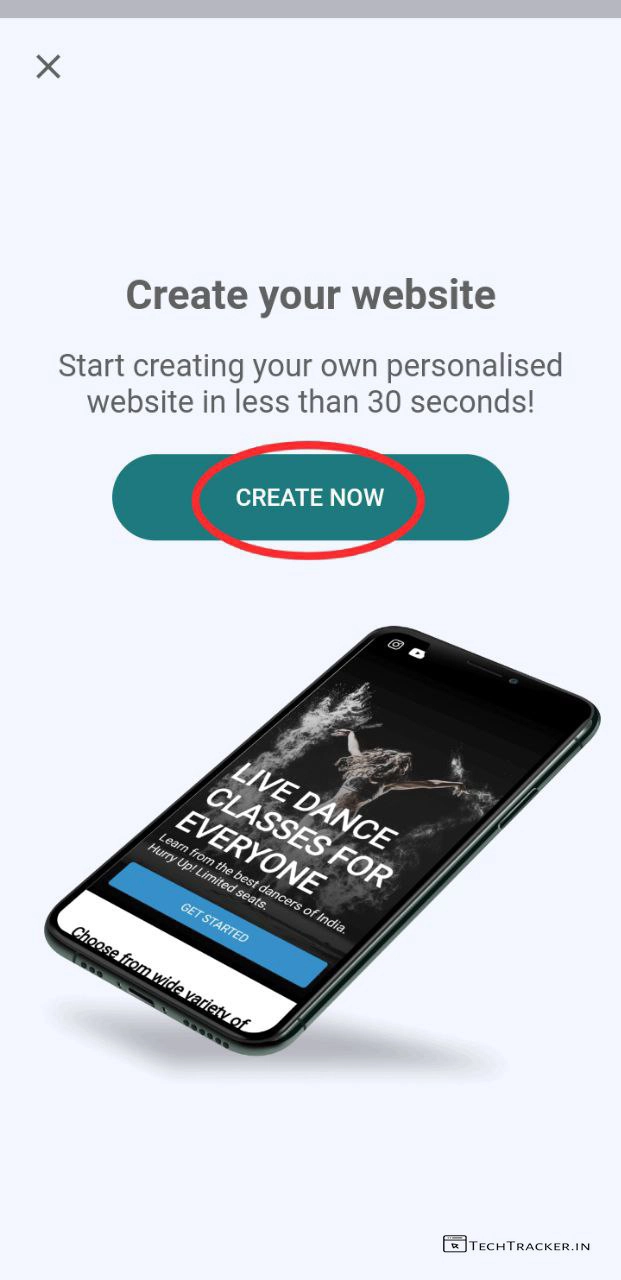 Create your website
Start creating your own personalised
website in less than 30 seconds!
CREATE NOW
LIVE DANCE
CLASSES FOR
EVERYONE
Learn from the best dancers of India.
Hurry Up! Limited seats.
GET STARTED
Choose from wide variety of
TECHTRACKER.IN